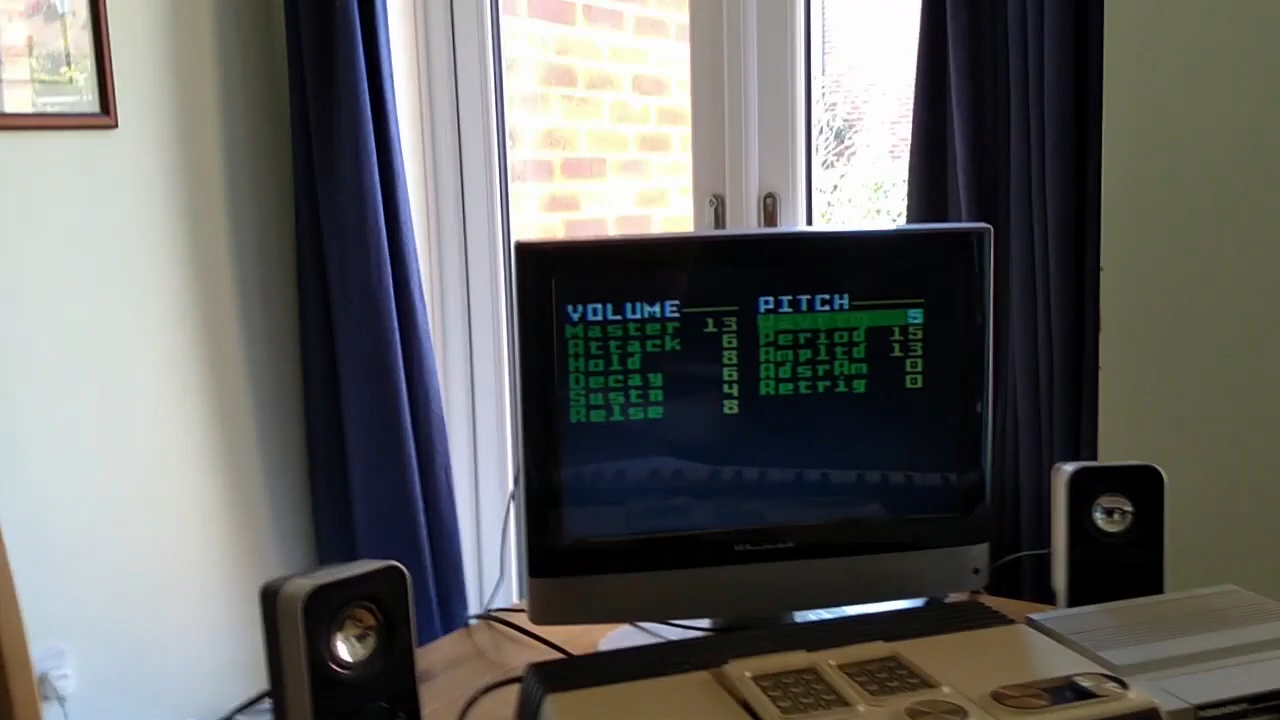 VOLUME
Master 13
Attack 6
Hold 8
Decay 6
Sustn 4
Relse 8
PITCH
5
Period 15
Ampltd 13
AdsrAm 0
Retrig 0